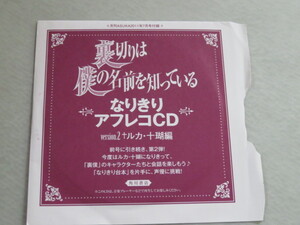 裏切りは
僕の名前を知っている
なりきり
アフレコCD
version.2 †ルカ・十瑚編
前号に引き続き、第2弾!
今度はルカ・十瑚になりきって、
「裏僕」のキャラクターたちと会話を楽しもう♪
「なりきり台本」を片手に、声優に挑戦!